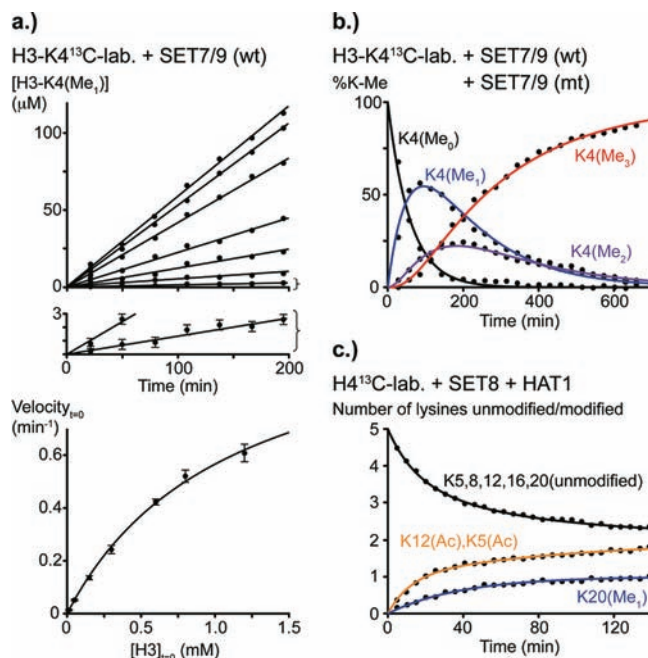 a.)
H3-K4¹³C-lab. + SET7/9 (wt)
[H3-K4(Me₁)]
(μM)
100
50
0
3
0
0 100 200
Time (min)
Velocityₜ₌₀
(min⁻¹)
0.6
0.4
0.2
0
0 0.5 1.0 1.5
[H3]ₜ₌₀ (mM)
b.)
H3-K4¹³C-lab. + SET7/9 (wt)
+ SET7/9 (mt)
%K-Me
100
K4(Me₀)
K4(Me₃)
K4(Me₁)
50
K4(Me₂)
0
0 200 400 600
Time (min)
c.)
H4¹³C-lab. + SET8 + HAT1
Number of lysines unmodified/modified
5
4
K5,8,12,16,20(unmodified)
3
2
K12(Ac),K5(Ac)
1
K20(Me₁)
0
0 40 80 120
Time (min)